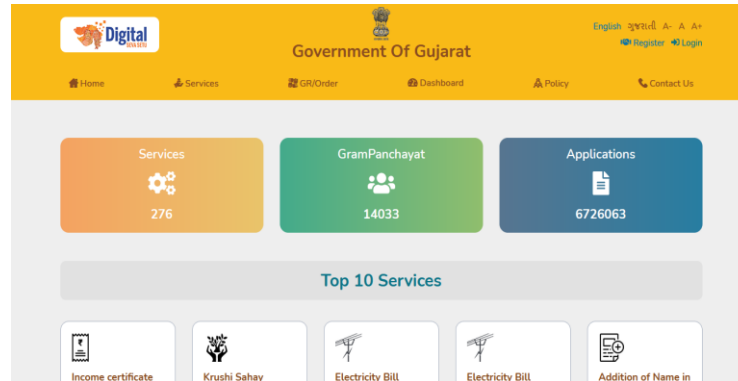 Digital
SEVA SETU
Government Of Gujarat
English ગુજરાતી A- A A+
Register Login
Home Services GR/Order Dashboard Policy Contact Us
Services GramPanchayat Applications
276 14033 6726063
Top 10 Services
Income certificate Krushi Sahay Electricity Bill Electricity Bill Addition of Name in